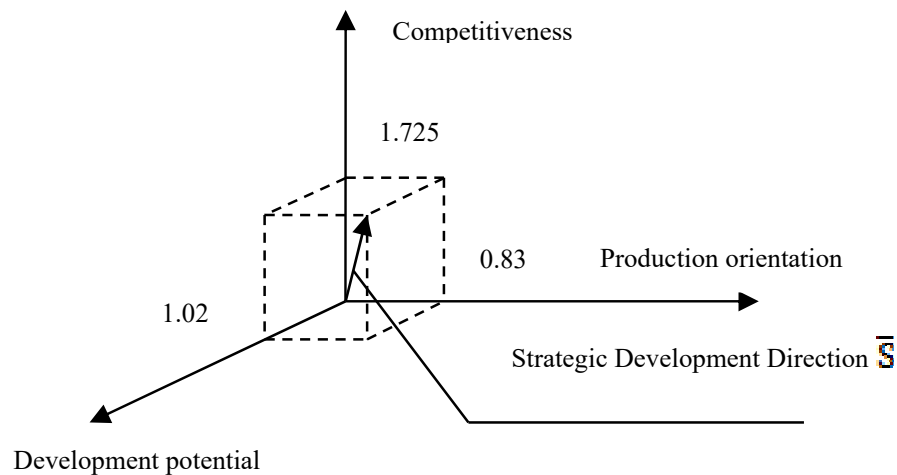 Competitiveness
1.725
0.83
Production orientation
1.02
Strategic Development Direction S̅
Development potential